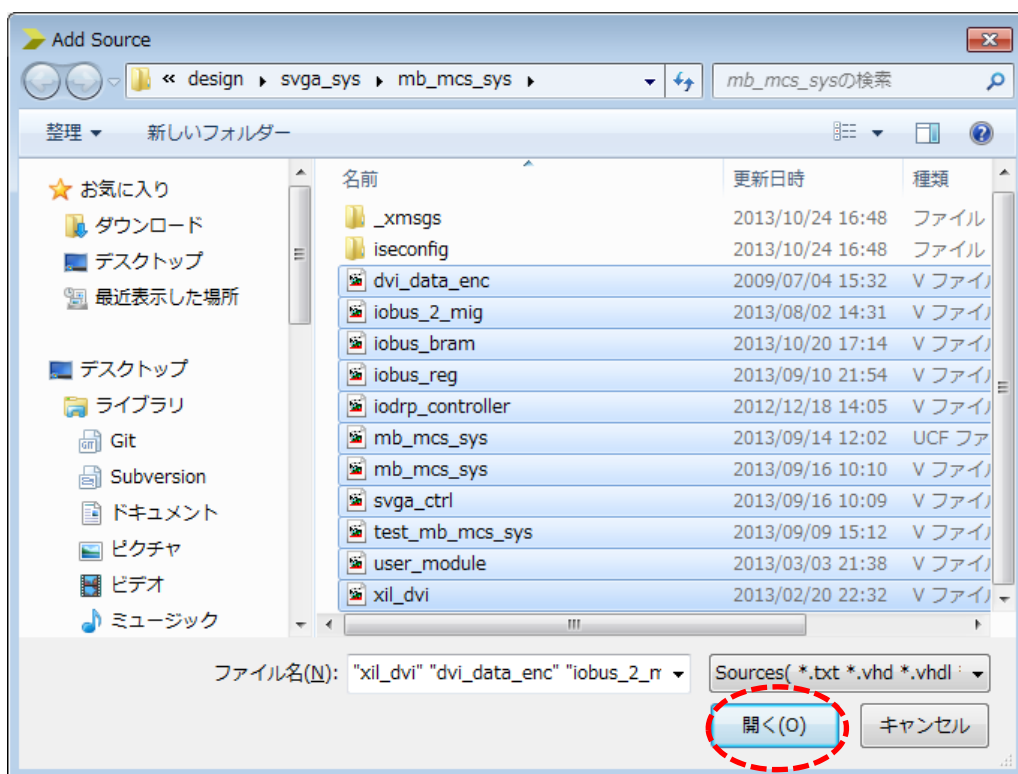 Add Source
« design svga_sys mb_mcs_sys
mb_mcs_sysの検索
整理 新しいフォルダー
お気に入り
ダウンロード
デスクトップ
最近表示した場所
デスクトップ
ライブラリ
Git
Subversion
ドキュメント
ピクチャ
ビデオ
ミュージック
名前 更新日時 種類
_xmsgs 2013/10/24 16:48 ファイル
iseconfig 2013/10/24 16:48 ファイル
dvi_data_enc 2009/07/04 15:32 V ファイル
iobus_2_mig 2013/08/02 14:31 V ファイル
iobus_bram 2013/10/20 17:14 V ファイル
iobus_reg 2013/09/10 21:54 V ファイル
iodrp_controller 2012/12/18 14:05 V ファイル
mb_mcs_sys 2013/09/14 12:02 UCF ファ
mb_mcs_sys 2013/09/16 10:10 V ファイル
svga_ctrl 2013/09/16 10:09 V ファイル
test_mb_mcs_sys 2013/09/09 15:12 V ファイル
user_module 2013/03/03 21:38 V ファイル
xil_dvi 2013/02/20 22:32 V ファイル
ファイル名(N): "xil_dvi" "dvi_data_enc" "iobus_2_m
Sources( *.txt *.vhd *.vhdl
開く(O) キャンセル